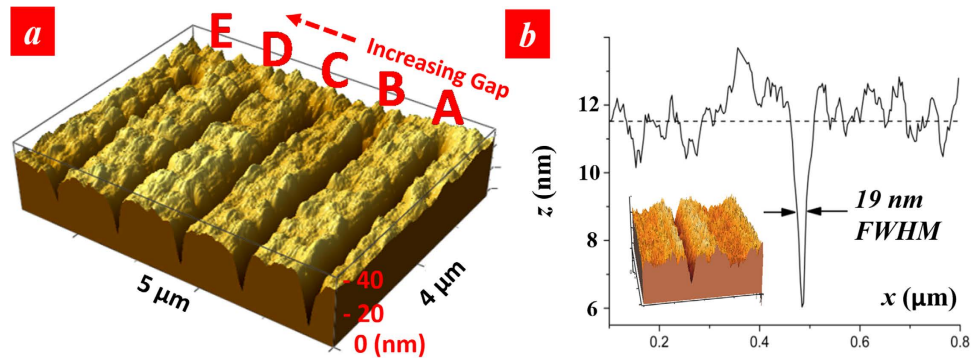 a
E D C B A
Increasing Gap
5 µm
4 µm
- 40
- 20
0 (nm)
b
z (nm)
12
10
8
6
19 nm
FWHM
x (µm)
0.2 0.4 0.6 0.8